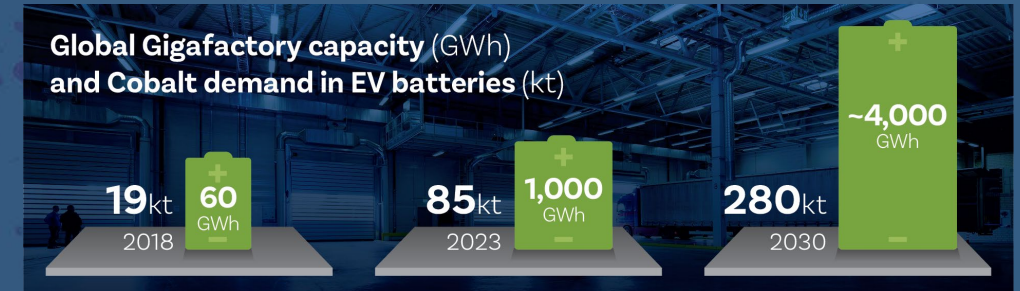 Global Gigafactory capacity (GWh)
and Cobalt demand in EV batteries (kt)
19kt
2018
+
60
GWh
−
85kt
2023
+
1,000
GWh
−
280kt
2030
+
~4,000
GWh
−